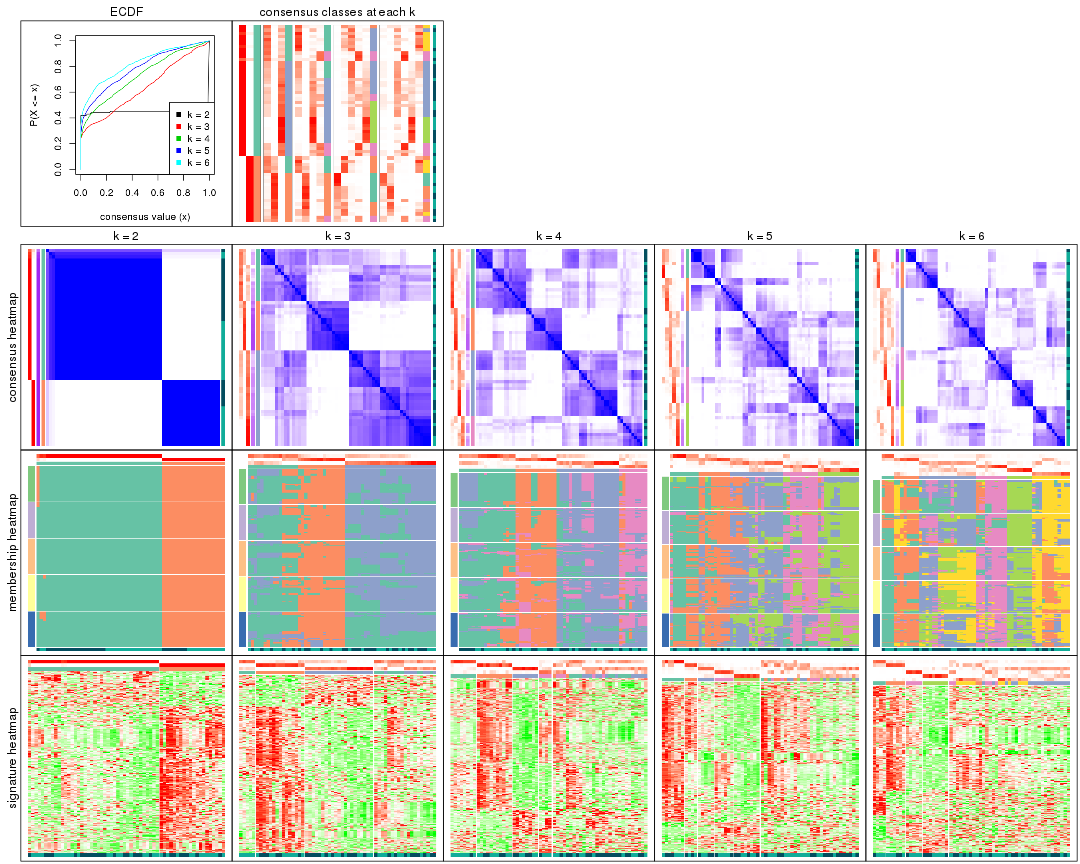 ECDF
consensus classes at each k
P(X <= x)
1.0
0.8
0.6
0.4
0.2
0.0
k = 2
k = 3
k = 4
k = 5
k = 6
0.0 0.2 0.4 0.6 0.8 1.0
consensus value (x)
k = 2 k = 3 k = 4 k = 5 k = 6
consensus heatmap
membership heatmap
signature heatmap